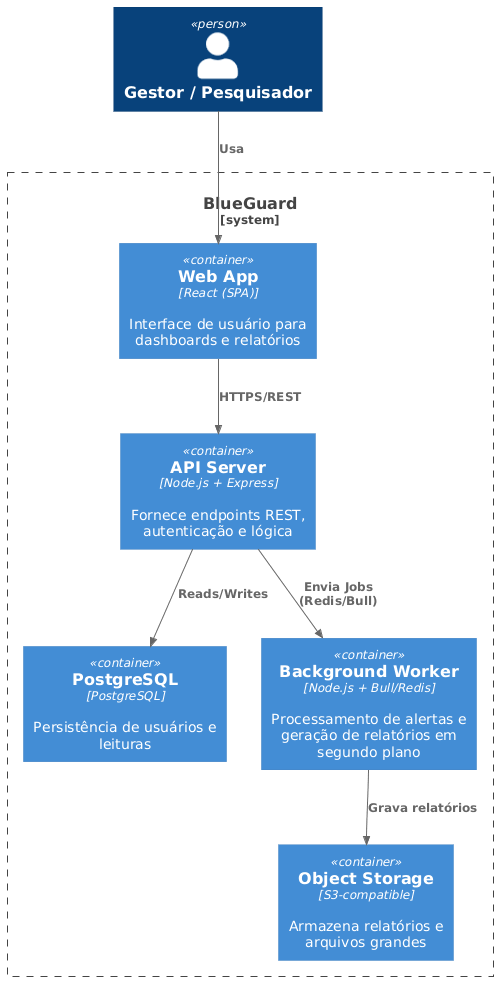 «person»
Gestor / Pesquisador
Usa
BlueGuard
[system]
«container»
Web App
[React (SPA)]
Interface de usuário para
dashboards e relatórios
HTTPS/REST
«container»
API Server
[Node.js + Express]
Fornece endpoints REST,
autenticação e lógica
Reads/Writes
Envia Jobs
(Redis/Bull)
«container»
PostgreSQL
[PostgreSQL]
Persistência de usuários e
leituras
«container»
Background Worker
[Node.js + Bull/Redis]
Processamento de alertas e
geração de relatórios em
segundo plano
Grava relatórios
«container»
Object Storage
[S3-compatible]
Armazena relatórios e
arquivos grandes